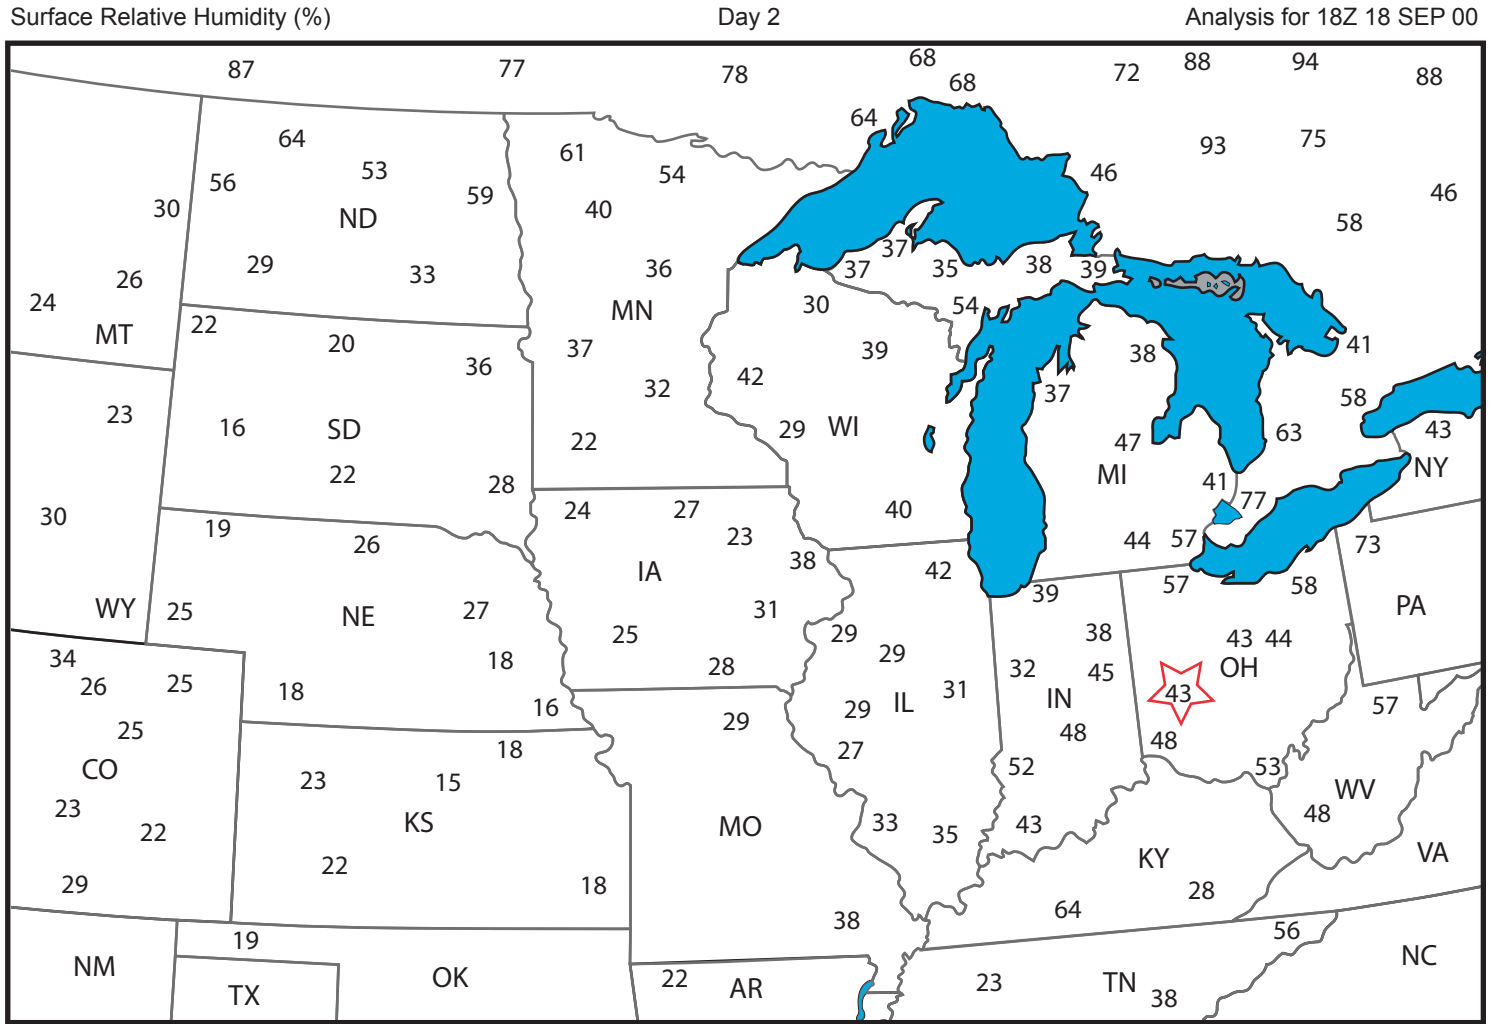 Surface Relative Humidity (%) Day 2 Analysis for 18Z 18 SEP 00
87 77 78 68 68 72 88 94 88
64 64 61 54 53 56 59 30 40 46 93 75 46 58
ND
29 33 26 24 36 37 37 35 38 39
MT MN
22 20 36 37 32 30 54 39 42 38 37 41
23 16 22 28 22 29 47 63 58 43
SD WI MI NY
30 19 26 24 27 23 38 40 42 44 57 41 77 73
IA
25 27 18 25 31 28 29 29 39 38 57 58 43 44
WY NE PA
34 26 25 18 16 29 29 31 32 45 43 57
OH
IL IN
25 18 27 48 48
23 15 52 53
CO
23 22 33 35 43 48
KS MO WV
22 29 18 38 64 28
KY VA
19 22 23 38 56
NM TX OK AR TN NC